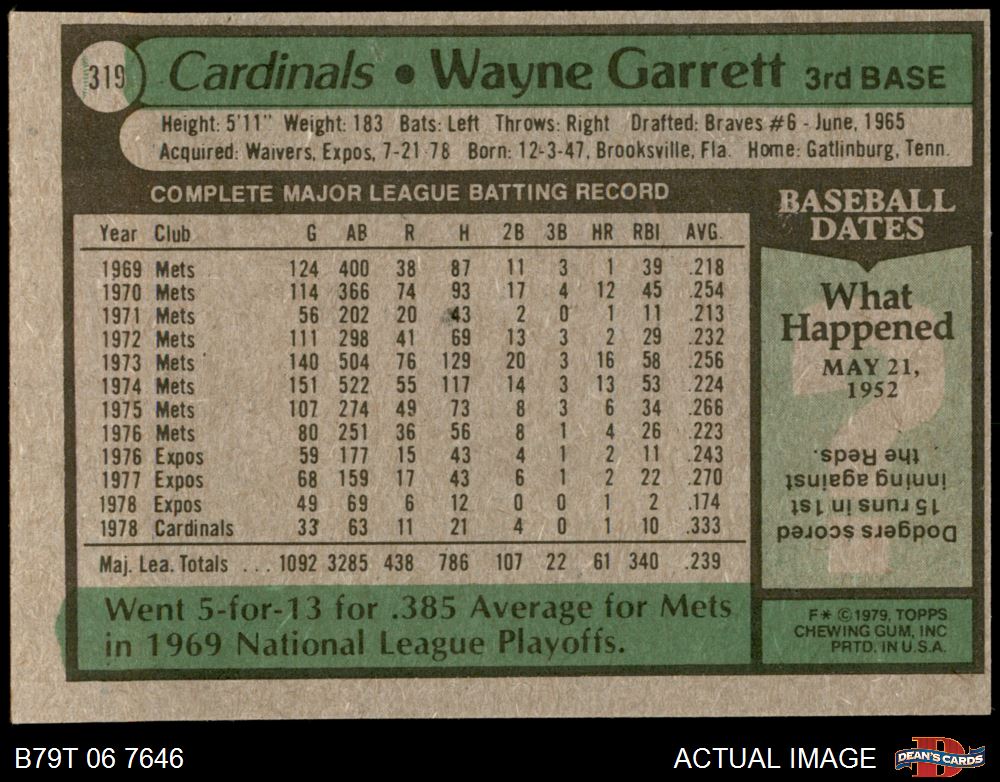 319 Cardinals • Wayne Garrett 3rd BASE
Height: 5'11" Weight: 183 Bats: Left Throws: Right Drafted: Braves #6 - June, 1965
Acquired: Waivers, Expos, 7-21-78 Born: 12-3-47, Brooksville, Fla. Home: Gatlinburg, Tenn.
COMPLETE MAJOR LEAGUE BATTING RECORD
Year Club G AB R H 2B 3B HR RBI AVG.
1969 Mets 124 400 38 87 11 3 1 39 .218
1970 Mets 114 366 74 93 17 4 12 45 .254
1971 Mets 56 202 20 43 2 0 1 11 .213
1972 Mets 111 298 41 69 13 3 2 29 .232
1973 Mets 140 504 76 129 20 3 16 58 .256
1974 Mets 151 522 55 117 14 3 13 53 .224
1975 Mets 107 274 49 73 8 3 6 34 .266
1976 Mets 80 251 36 56 8 1 4 26 .223
1976 Expos 59 177 15 43 4 1 2 11 .243
1977 Expos 68 159 17 43 6 1 2 22 .270
1978 Expos 49 69 6 12 0 0 1 2 .174
1978 Cardinals 33 63 11 21 4 0 1 10 .333
Maj. Lea. Totals ... 1092 3285 438 786 107 22 61 340 .239
Went 5-for-13 for .385 Average for Mets
in 1969 National League Playoffs.
BASEBALL
DATES
What
Happened
MAY 21,
1952
Dodgers scored
15 runs in 1st
inning against
the Reds.
F* ©1979, TOPPS
CHEWING GUM, INC
PRTD. IN U.S.A.
B79T 06 7646
ACTUAL IMAGE
DEAN'S CARDS